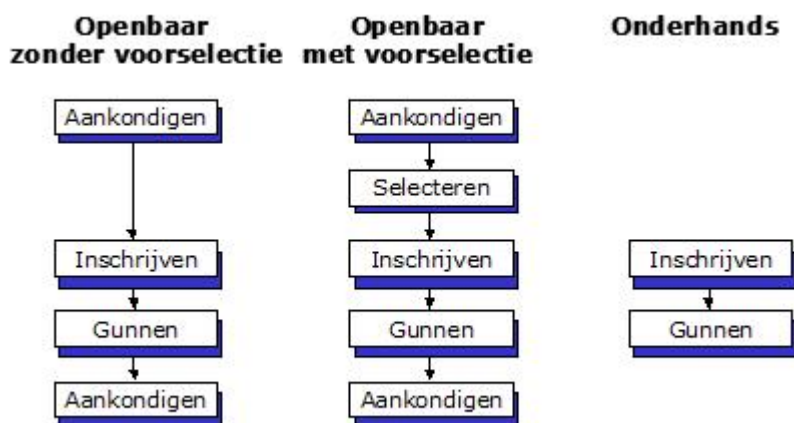 Openbaar
zonder voorselectie
Openbaar
met voorselectie
Onderhands
Aankondigen
Inschrijven
Gunnen
Aankondigen
Aankondigen
Selecteren
Inschrijven
Gunnen
Aankondigen
Inschrijven
Gunnen